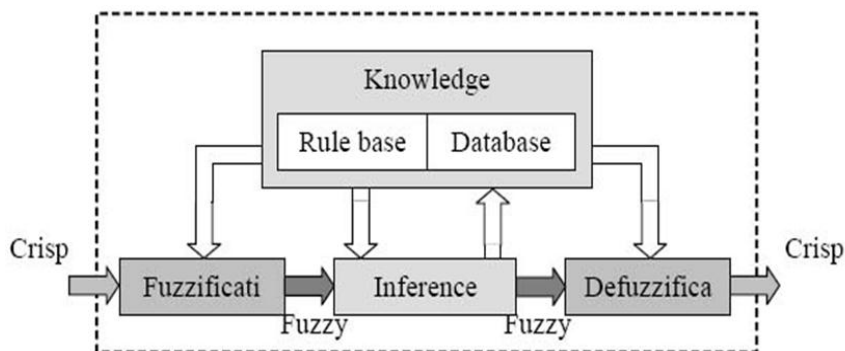 Knowledge
Rule base Database
Crisp Crisp
Fuzzificati Inference Defuzzifica
Fuzzy Fuzzy